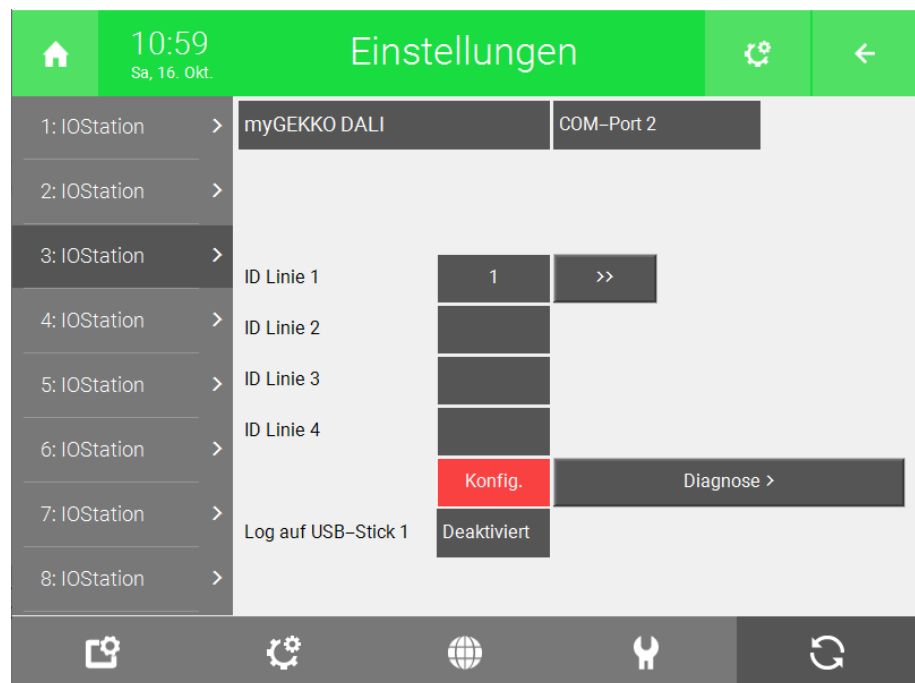 10:59
Sa, 16. Okt.
Einstellungen
1: IOStation
2: IOStation
3: IOStation
4: IOStation
5: IOStation
6: IOStation
7: IOStation
8: IOStation
myGEKKO DALI
COM–Port 2
ID Linie 1
1
>>
ID Linie 2
ID Linie 3
ID Linie 4
Konfig.
Diagnose >
Log auf USB–Stick 1
Deaktiviert